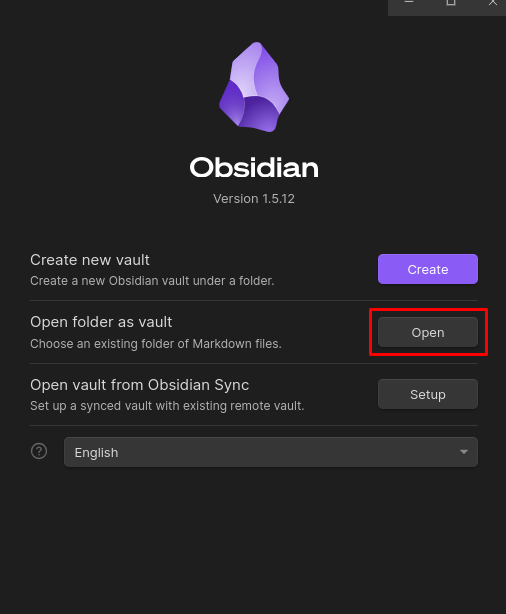 Obsidian
Version 1.5.12
Create new vault
Create a new Obsidian vault under a folder.
Create
Open folder as vault
Choose an existing folder of Markdown files.
Open
Open vault from Obsidian Sync
Set up a synced vault with existing remote vault.
Setup
?
English